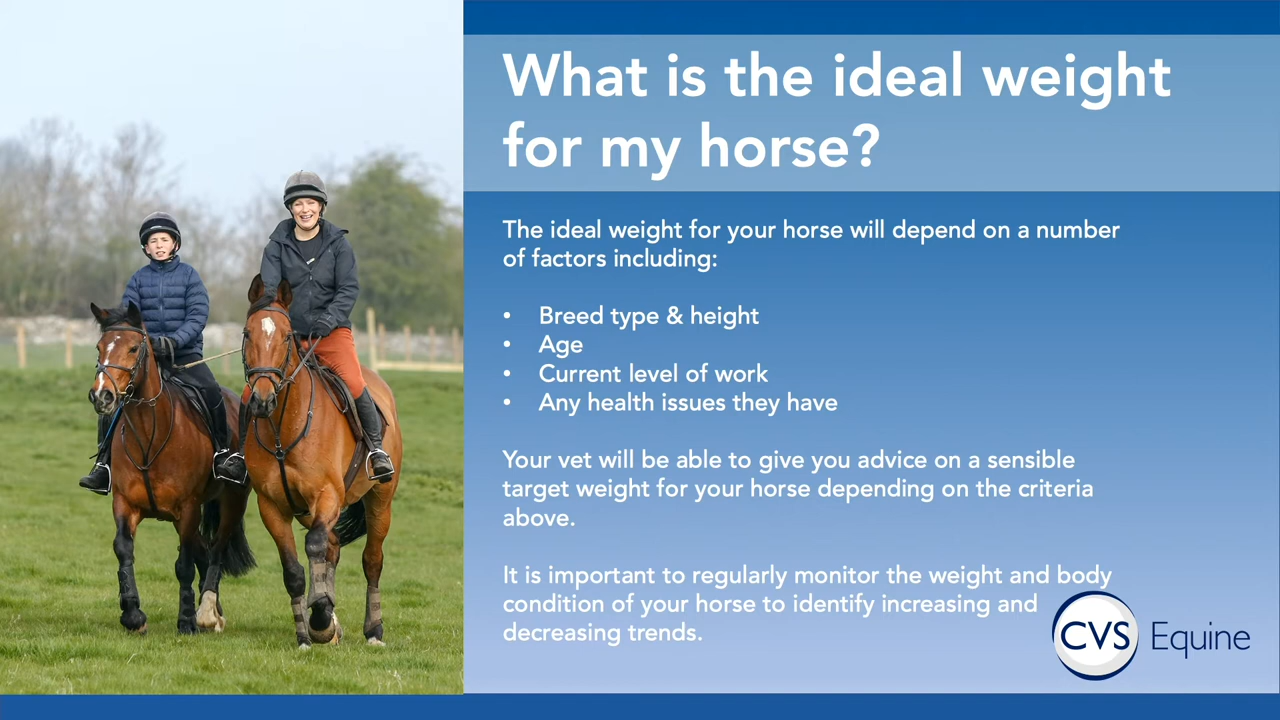 What is the ideal weight
for my horse?
The ideal weight for your horse will depend on a number
of factors including:
• Breed type & height
• Age
• Current level of work
• Any health issues they have
Your vet will be able to give you advice on a sensible
target weight for your horse depending on the criteria
above.
It is important to regularly monitor the weight and body
condition of your horse to identify increasing and
decreasing trends.
CVS Equine